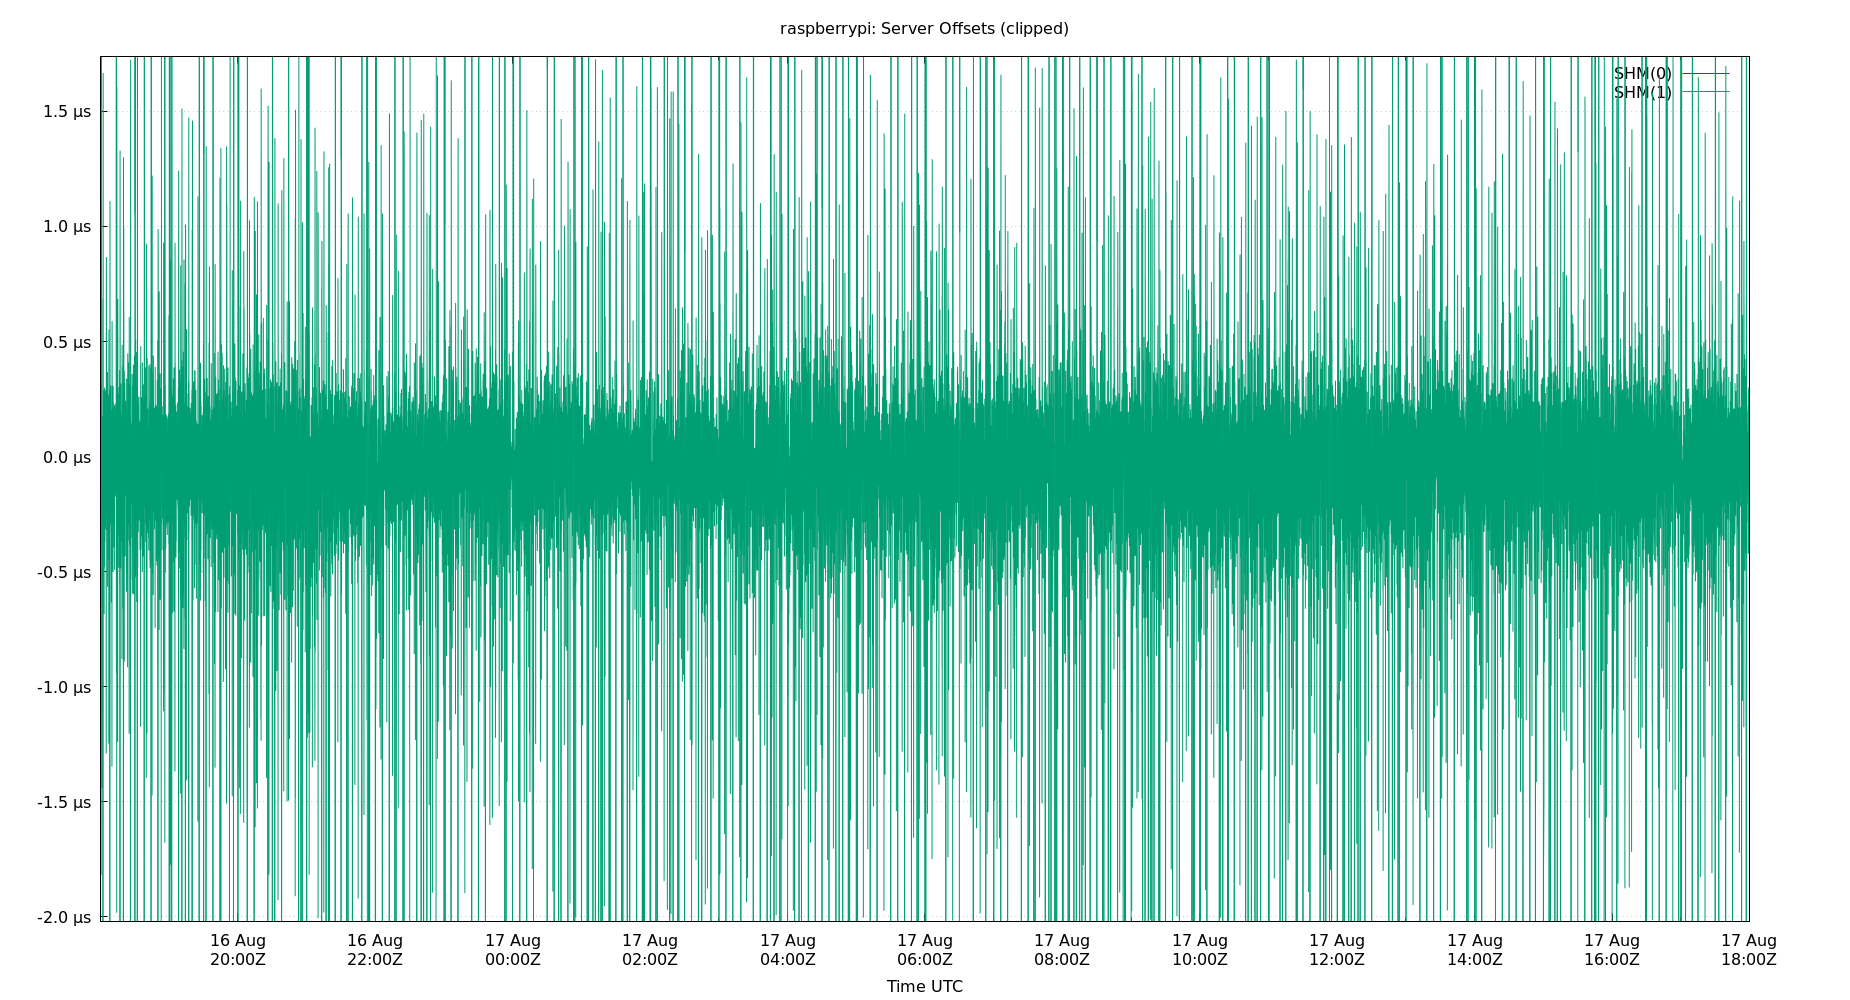 raspberrypi: Server Offsets (clipped)
SHM(0)
SHM(1)
1.5 µs
1.0 µs
0.5 µs
0.0 µs
-0.5 µs
-1.0 µs
-1.5 µs
-2.0 µs
16 Aug 16 Aug 17 Aug 17 Aug 17 Aug 17 Aug 17 Aug 17 Aug 17 Aug 17 Aug 17 Aug 17 Aug
20:00Z 22:00Z 00:00Z 02:00Z 04:00Z 06:00Z 08:00Z 10:00Z 12:00Z 14:00Z 16:00Z 18:00Z
Time UTC